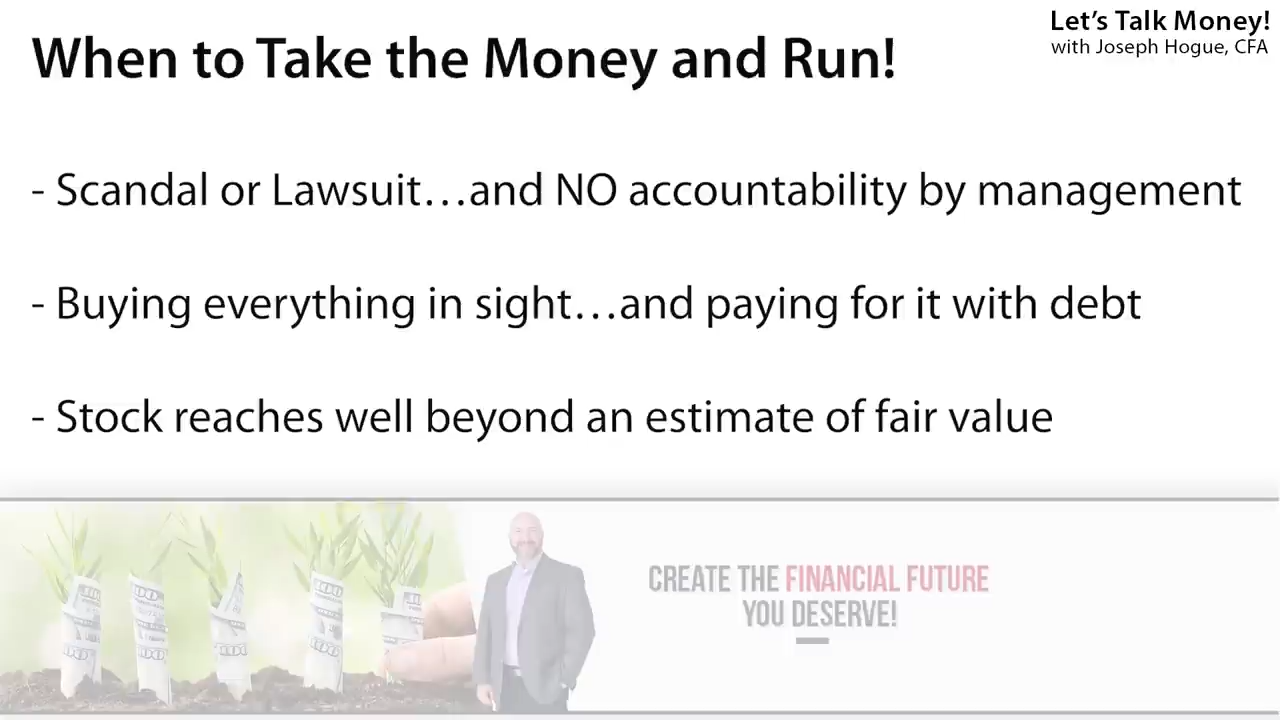 Let's Talk Money!
with Joseph Hogue, CFA
When to Take the Money and Run!
- Scandal or Lawsuit…and NO accountability by management
- Buying everything in sight…and paying for it with debt
- Stock reaches well beyond an estimate of fair value
CREATE THE FINANCIAL FUTURE
YOU DESERVE!